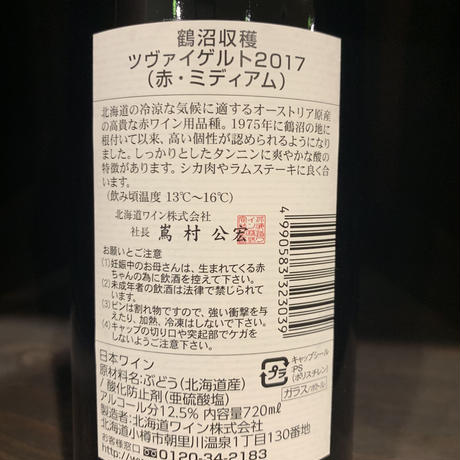 鶴沼収穫
ツヴァイゲルト2017
(赤・ミディアム)
北海道の冷涼な気候に適するオーストリア原産
の高貴な赤ワイン用品種。1975年に鶴沼の地に
根付いて以来、高い個性が認められるようになり
ました。しっかりとしたタンニンに爽やかな酸の
特徴があります。シカ肉やラムステーキに良く合
います。
(飲み頃温度 13℃〜16℃)
北海道ワイン株式会社
社長 嶌村 公宏
お願いとご注意
(1)妊娠中のお母さんは、生まれてくる赤
ちゃんの為に飲酒を控えて下さい。
(2)未成年者の飲酒は法律で禁じられて
います。
(3)ビンは割れ物ですので、強い衝撃を与
えたり、加熱、冷凍はしないで下さい。
(4)キャップの切り口や突起部でケガを
しないようご注意下さい。
4990583323039
日本ワイン
原材料名:ぶどう(北海道産)
/酸化防止剤(亜硫酸塩)
アルコール分12.5% 内容量720mℓ
製造者:北海道ワイン株式会社
北海道小樽市朝里川温泉1丁目130番地
お客様窓口 0120-34-2183
プラ
キャップシール
PS
(ポリスチレン)
ガラス/ボトル